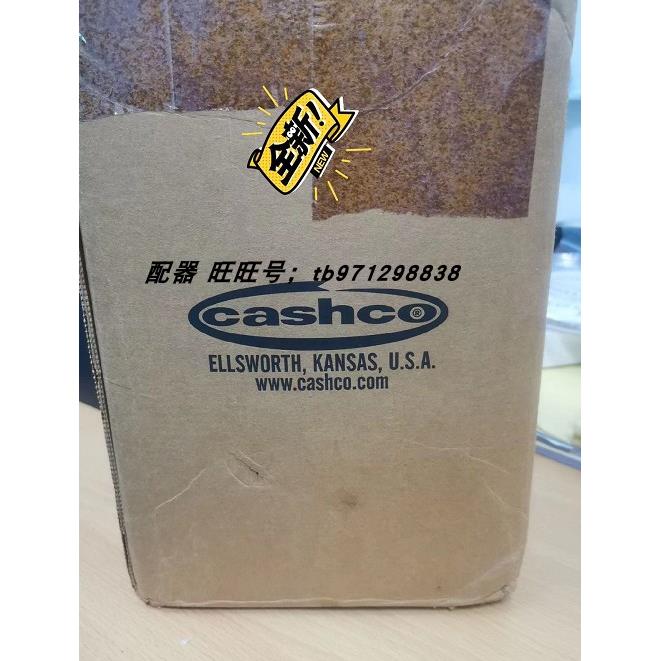 全新!
NEW
配器 旺旺号; tb971298838
cashco®
ELLSWORTH, KANSAS, U.S.A.
www.cashco.com